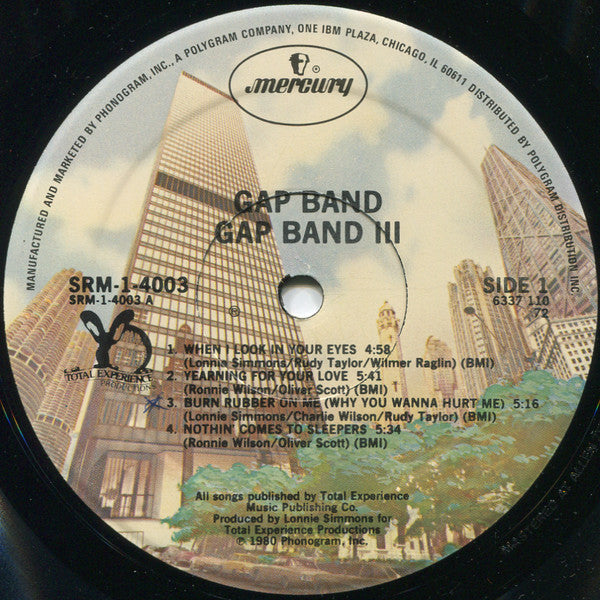 MANUFACTURED AND MARKETED BY PHONOGRAM, INC., A POLYGRAM COMPANY, ONE IBM PLAZA, CHICAGO, IL 60611 DISTRIBUTED BY POLYGRAM DISTRIBUTION INC
mercury
GAP BAND
GAP BAND III
SRM-1-4003
SRM-1-4003 A
SIDE 1
6337 110
72
TOTAL EXPERIENCE
PRODUCTIONS
1. WHEN I LOOK IN YOUR EYES 4:58
(Lonnie Simmons/Rudy Taylor/Wilmer Raglin) (BMI)
2. YEARNING FOR YOUR LOVE 5:41
(Ronnie Wilson/Oliver Scott) (BMI)
3. BURN RUBBER ON ME (WHY YOU WANNA HURT ME) 5:16
(Lonnie Simmons/Charlie Wilson/Rudy Taylor) (BMI)
4. NOTHIN' COMES TO SLEEPERS 5:34
(Ronnie Wilson/Oliver Scott) (BMI)
All songs published by Total Experience
Music Publishing Co.
Produced by Lonnie Simmons for
Total Experience Productions
℗ 1980 Phonogram, Inc.